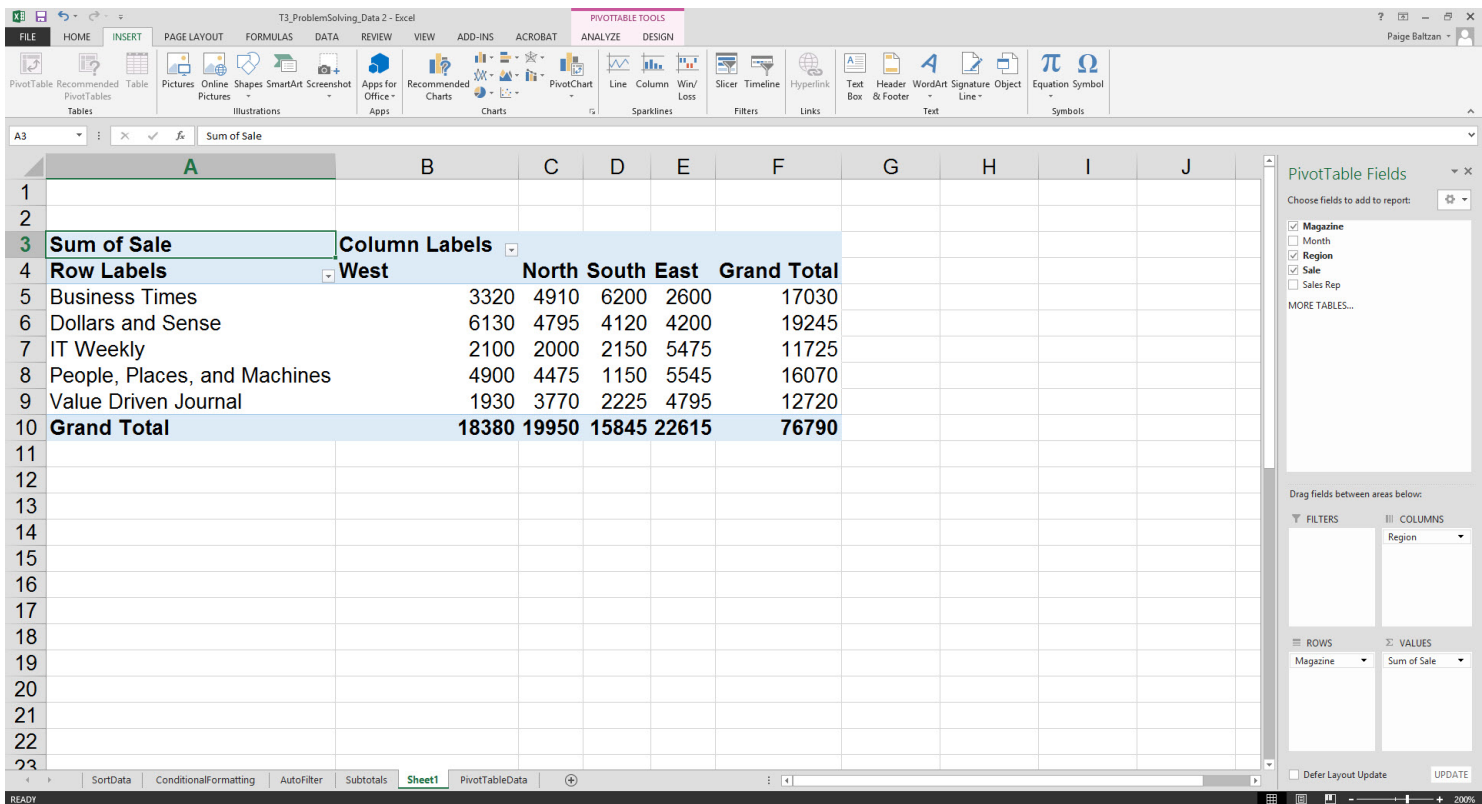 T3_ProblemSolving_Data 2 - Excel
PIVOTTABLE TOOLS
FILE HOME INSERT PAGE LAYOUT FORMULAS DATA REVIEW VIEW ADD-INS ACROBAT ANALYZE DESIGN
Paige Baltzan
PivotTable Recommended PivotTables Table
Tables
Pictures Online Pictures Shapes SmartArt Screenshot
Illustrations
Apps for Office
Apps
Recommended Charts PivotChart
Charts
Line Column Win/Loss
Sparklines
Slicer Timeline
Filters
Hyperlink
Links
Text Box Header & Footer WordArt Signature Line Object
Text
π Ω
Equation Symbol
Symbols
A3 fx Sum of Sale
A B C D E F G H I J
1
2
3 Sum of Sale Column Labels
4 Row Labels West North South East Grand Total
5 Business Times 3320 4910 6200 2600 17030
6 Dollars and Sense 6130 4795 4120 4200 19245
7 IT Weekly 2100 2000 2150 5475 11725
8 People, Places, and Machines 4900 4475 1150 5545 16070
9 Value Driven Journal 1930 3770 2225 4795 12720
10 Grand Total 18380 19950 15845 22615 76790
11
12
13
14
15
16
17
18
19
20
21
22
23
PivotTable Fields
Choose fields to add to report:
Magazine
Month
Region
Sale
Sales Rep
MORE TABLES...
Drag fields between areas below:
FILTERS
COLUMNS
Region
ROWS
Magazine
Σ VALUES
Sum of Sale
Defer Layout Update UPDATE
SortData ConditionalFormatting AutoFilter Subtotals Sheet1 PivotTableData
READY
200%